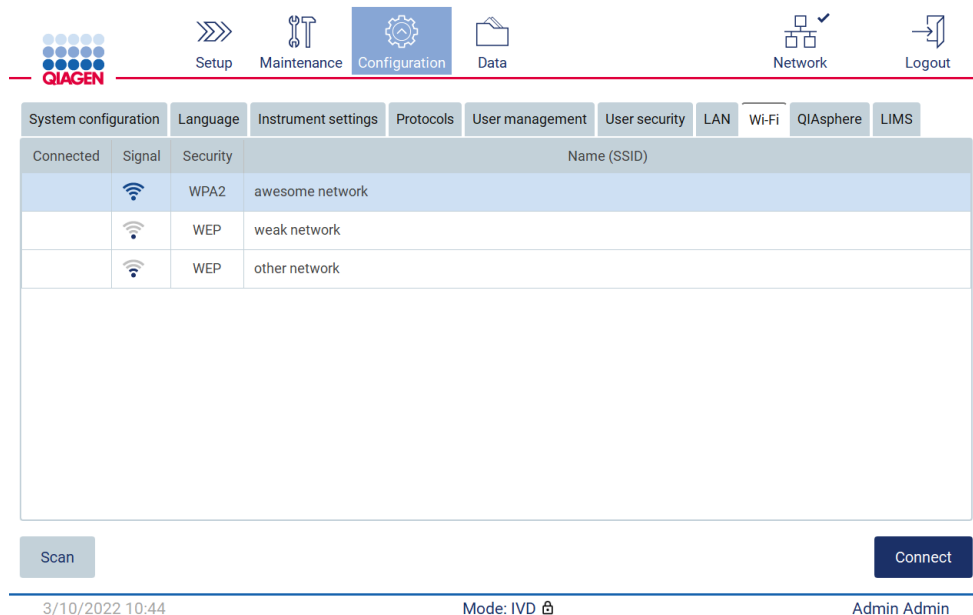 QIAGEN
Setup Maintenance Configuration Data Network Logout
System configuration Language Instrument settings Protocols User management User security LAN Wi-Fi QIAsphere LIMS
Connected Signal Security Name (SSID)
WPA2 awesome network
WEP weak network
WEP other network
Scan Connect
3/10/2022 10:44 Mode: IVD Admin Admin